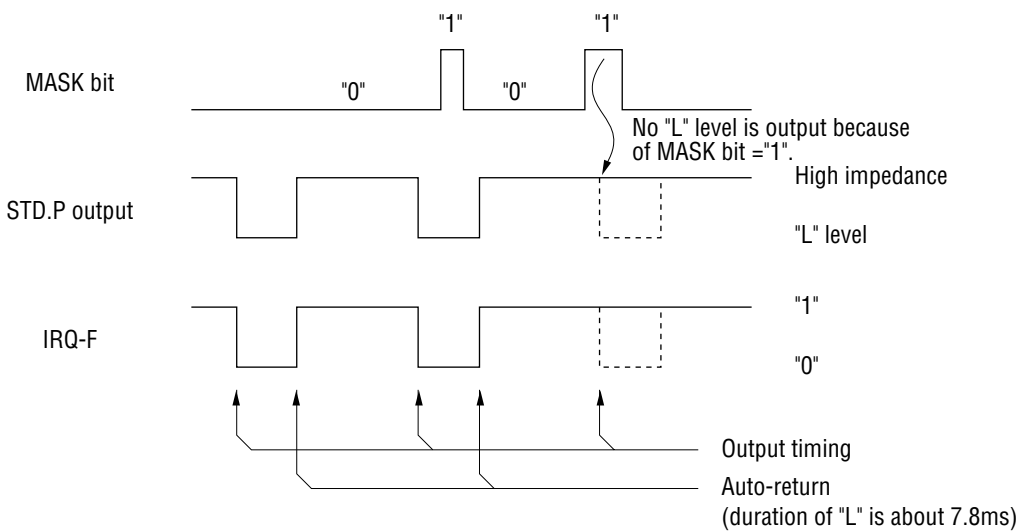 "1" "1"
MASK bit
"0" "0"
No "L" level is output because
of MASK bit ="1".
High impedance
STD.P output
"L" level
"1"
IRQ-F
"0"
Output timing
Auto-return
(duration of "L" is about 7.8ms)